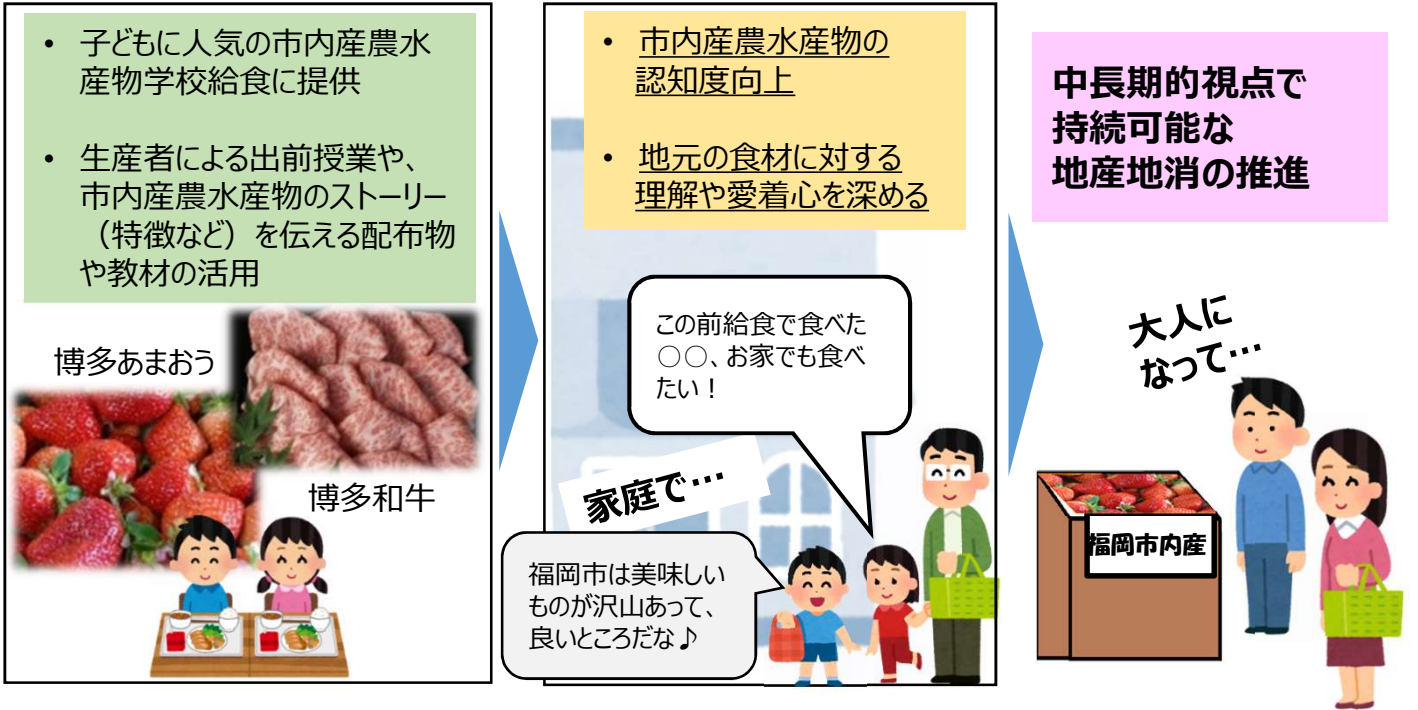 • 子どもに人気の市内産農水
産物学校給食に提供
• 生産者による出前授業や、
市内産農水産物のストーリー
（特徴など）を伝える配布物
や教材の活用
博多あまおう
博多和牛
• 市内産農水産物の
認知度向上
• 地元の食材に対する
理解や愛着心を深める
この前給食で食べた
○○、お家でも食べ
たい！
家庭で…
福岡市は美味しい
ものが沢山あって、
良いところだな♪
中長期的視点で
持続可能な
地産地消の推進
大人に
なって…
福岡市内産